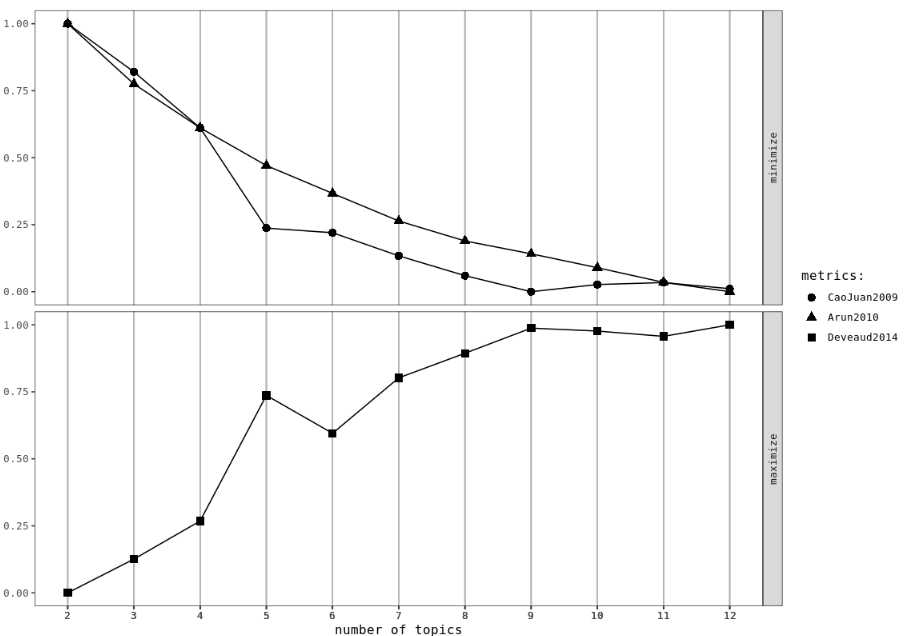 1.00
0.75
0.50
0.25
0.00
minimize
1.00
0.75
0.50
0.25
0.00
maximize
2 3 4 5 6 7 8 9 10 11 12
number of topics
metrics:
CaoJuan2009
Arun2010
Deveaud2014